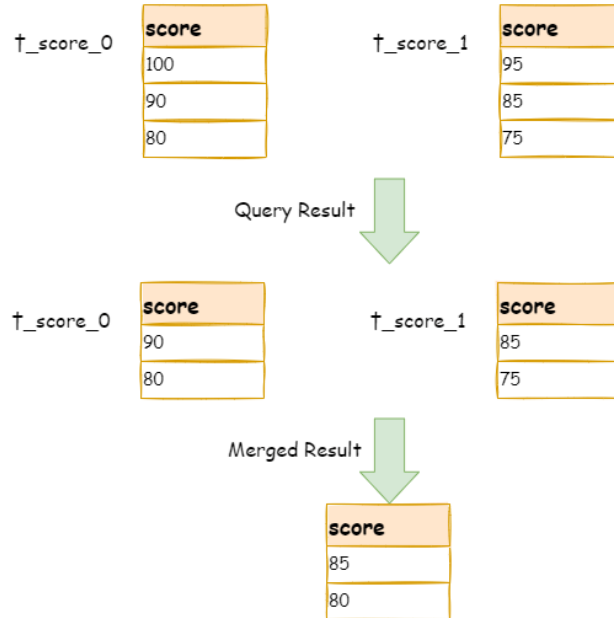 t_score_0
score
100
90
80
t_score_1
score
95
85
75
Query Result
t_score_0
score
90
80
t_score_1
score
85
75
Merged Result
score
85
80